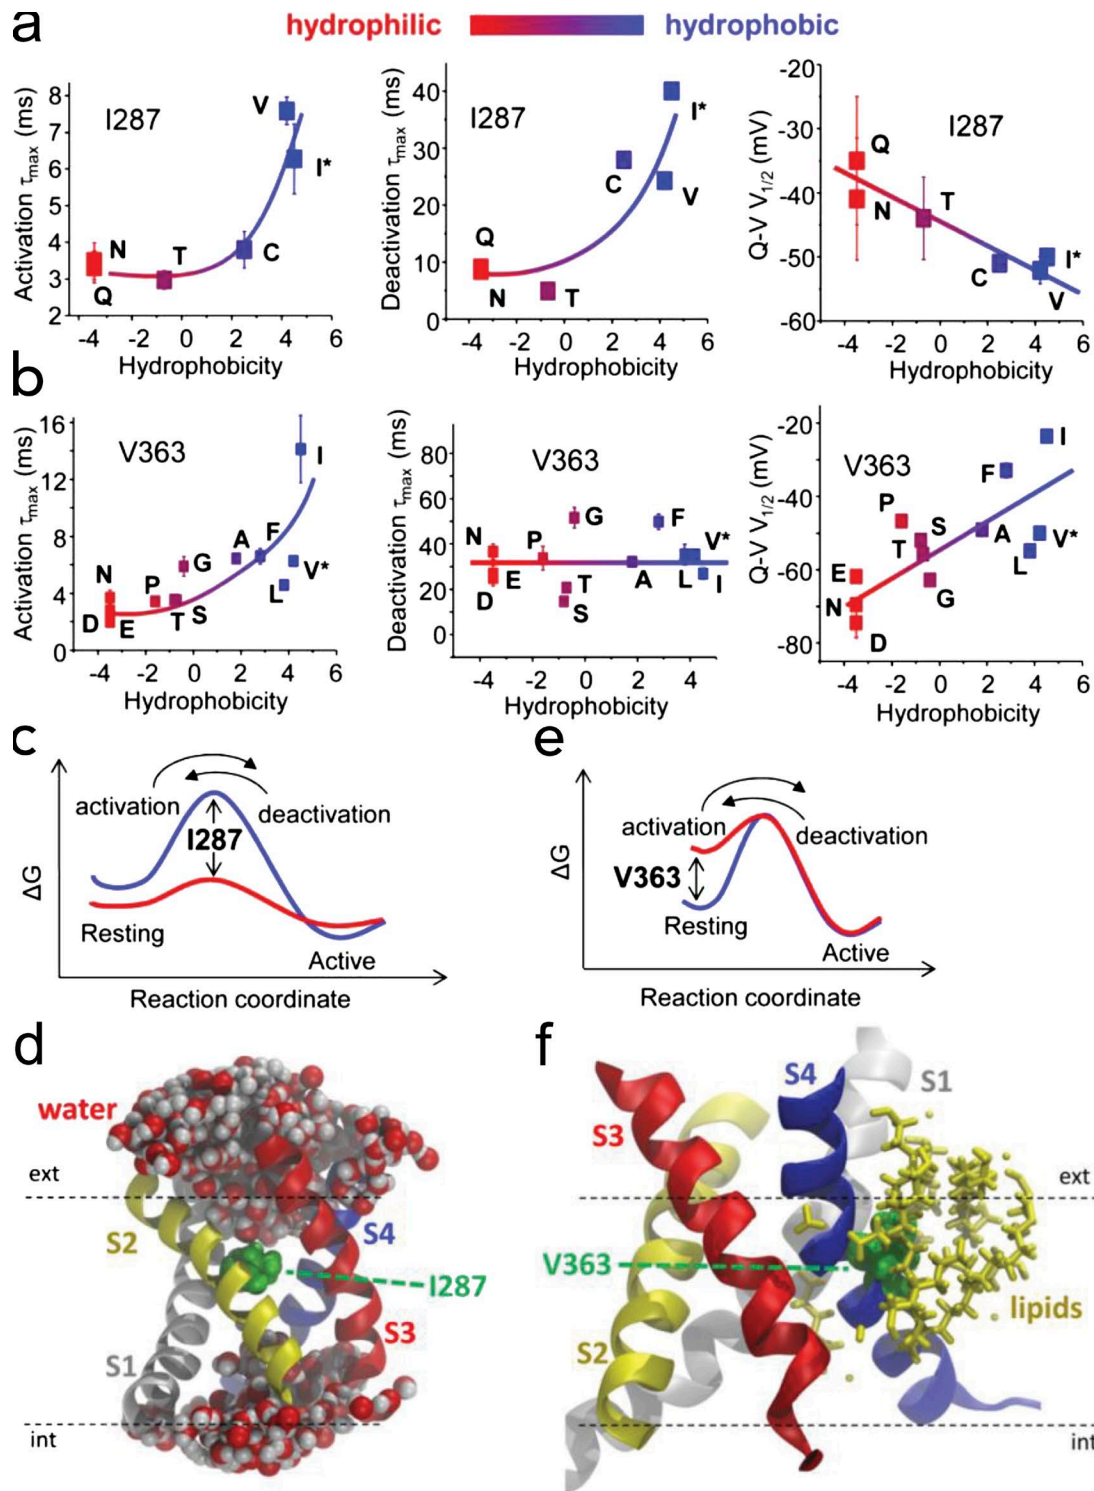 a
hydrophilic hydrophobic
Activation τmax (ms)
8
7
6
5
4
3
2
I287
V
I*
N
T
C
Q
-4 -2 0 2 4 6
Hydrophobicity
Deactivation τmax (ms)
40
30
20
10
0
I287
I*
C
V
Q
N
T
-4 -2 0 2 4 6
Hydrophobicity
Q-V V1/2 (mV)
-20
-30
-40
-50
-60
I287
Q
N
T
C
I*
V
-4 -2 0 2 4 6
Hydrophobicity
b
Activation τmax (ms)
16
12
8
4
0
V363
I
N
G
A
F
V*
P
L
D
E
T
S
-4 -2 0 2 4 6
Hydrophobicity
Deactivation τmax (ms)
80
60
40
20
0
V363
G
F
N
P
V*
E
T
A
L
I
D
S
-4 -2 0 2 4
Hydrophobicity
Q-V V1/2 (mV)
-20
-40
-60
-80
V363
I
F
P
S
A
V*
T
L
E
G
N
D
-4 -2 0 2 4 6
Hydrophobicity
c
ΔG
activation
deactivation
I287
Resting
Active
Reaction coordinate
e
ΔG
activation
deactivation
V363
Resting
Active
Reaction coordinate
d
water
ext
S2
S4
I287
S3
S1
int
f
S4
S1
S3
ext
V363
lipids
S2
int